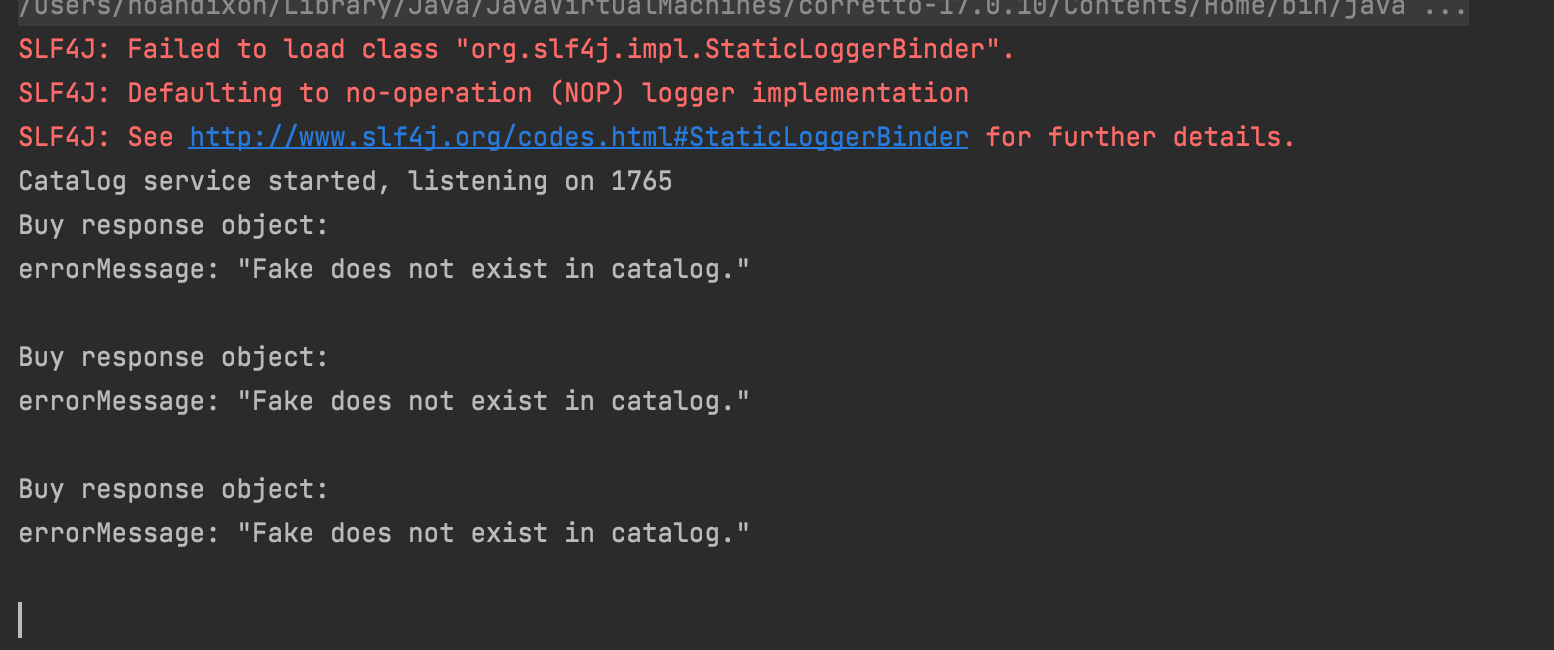 /Users/noahdixon/Library/Java/JavaVirtualMachines/corretto-17.0.10/Contents/Home/bin/java ...
SLF4J: Failed to load class "org.slf4j.impl.StaticLoggerBinder".
SLF4J: Defaulting to no-operation (NOP) logger implementation
SLF4J: See http://www.slf4j.org/codes.html#StaticLoggerBinder for further details.
Catalog service started, listening on 1765
Buy response object:
errorMessage: "Fake does not exist in catalog."
Buy response object:
errorMessage: "Fake does not exist in catalog."
Buy response object:
errorMessage: "Fake does not exist in catalog."